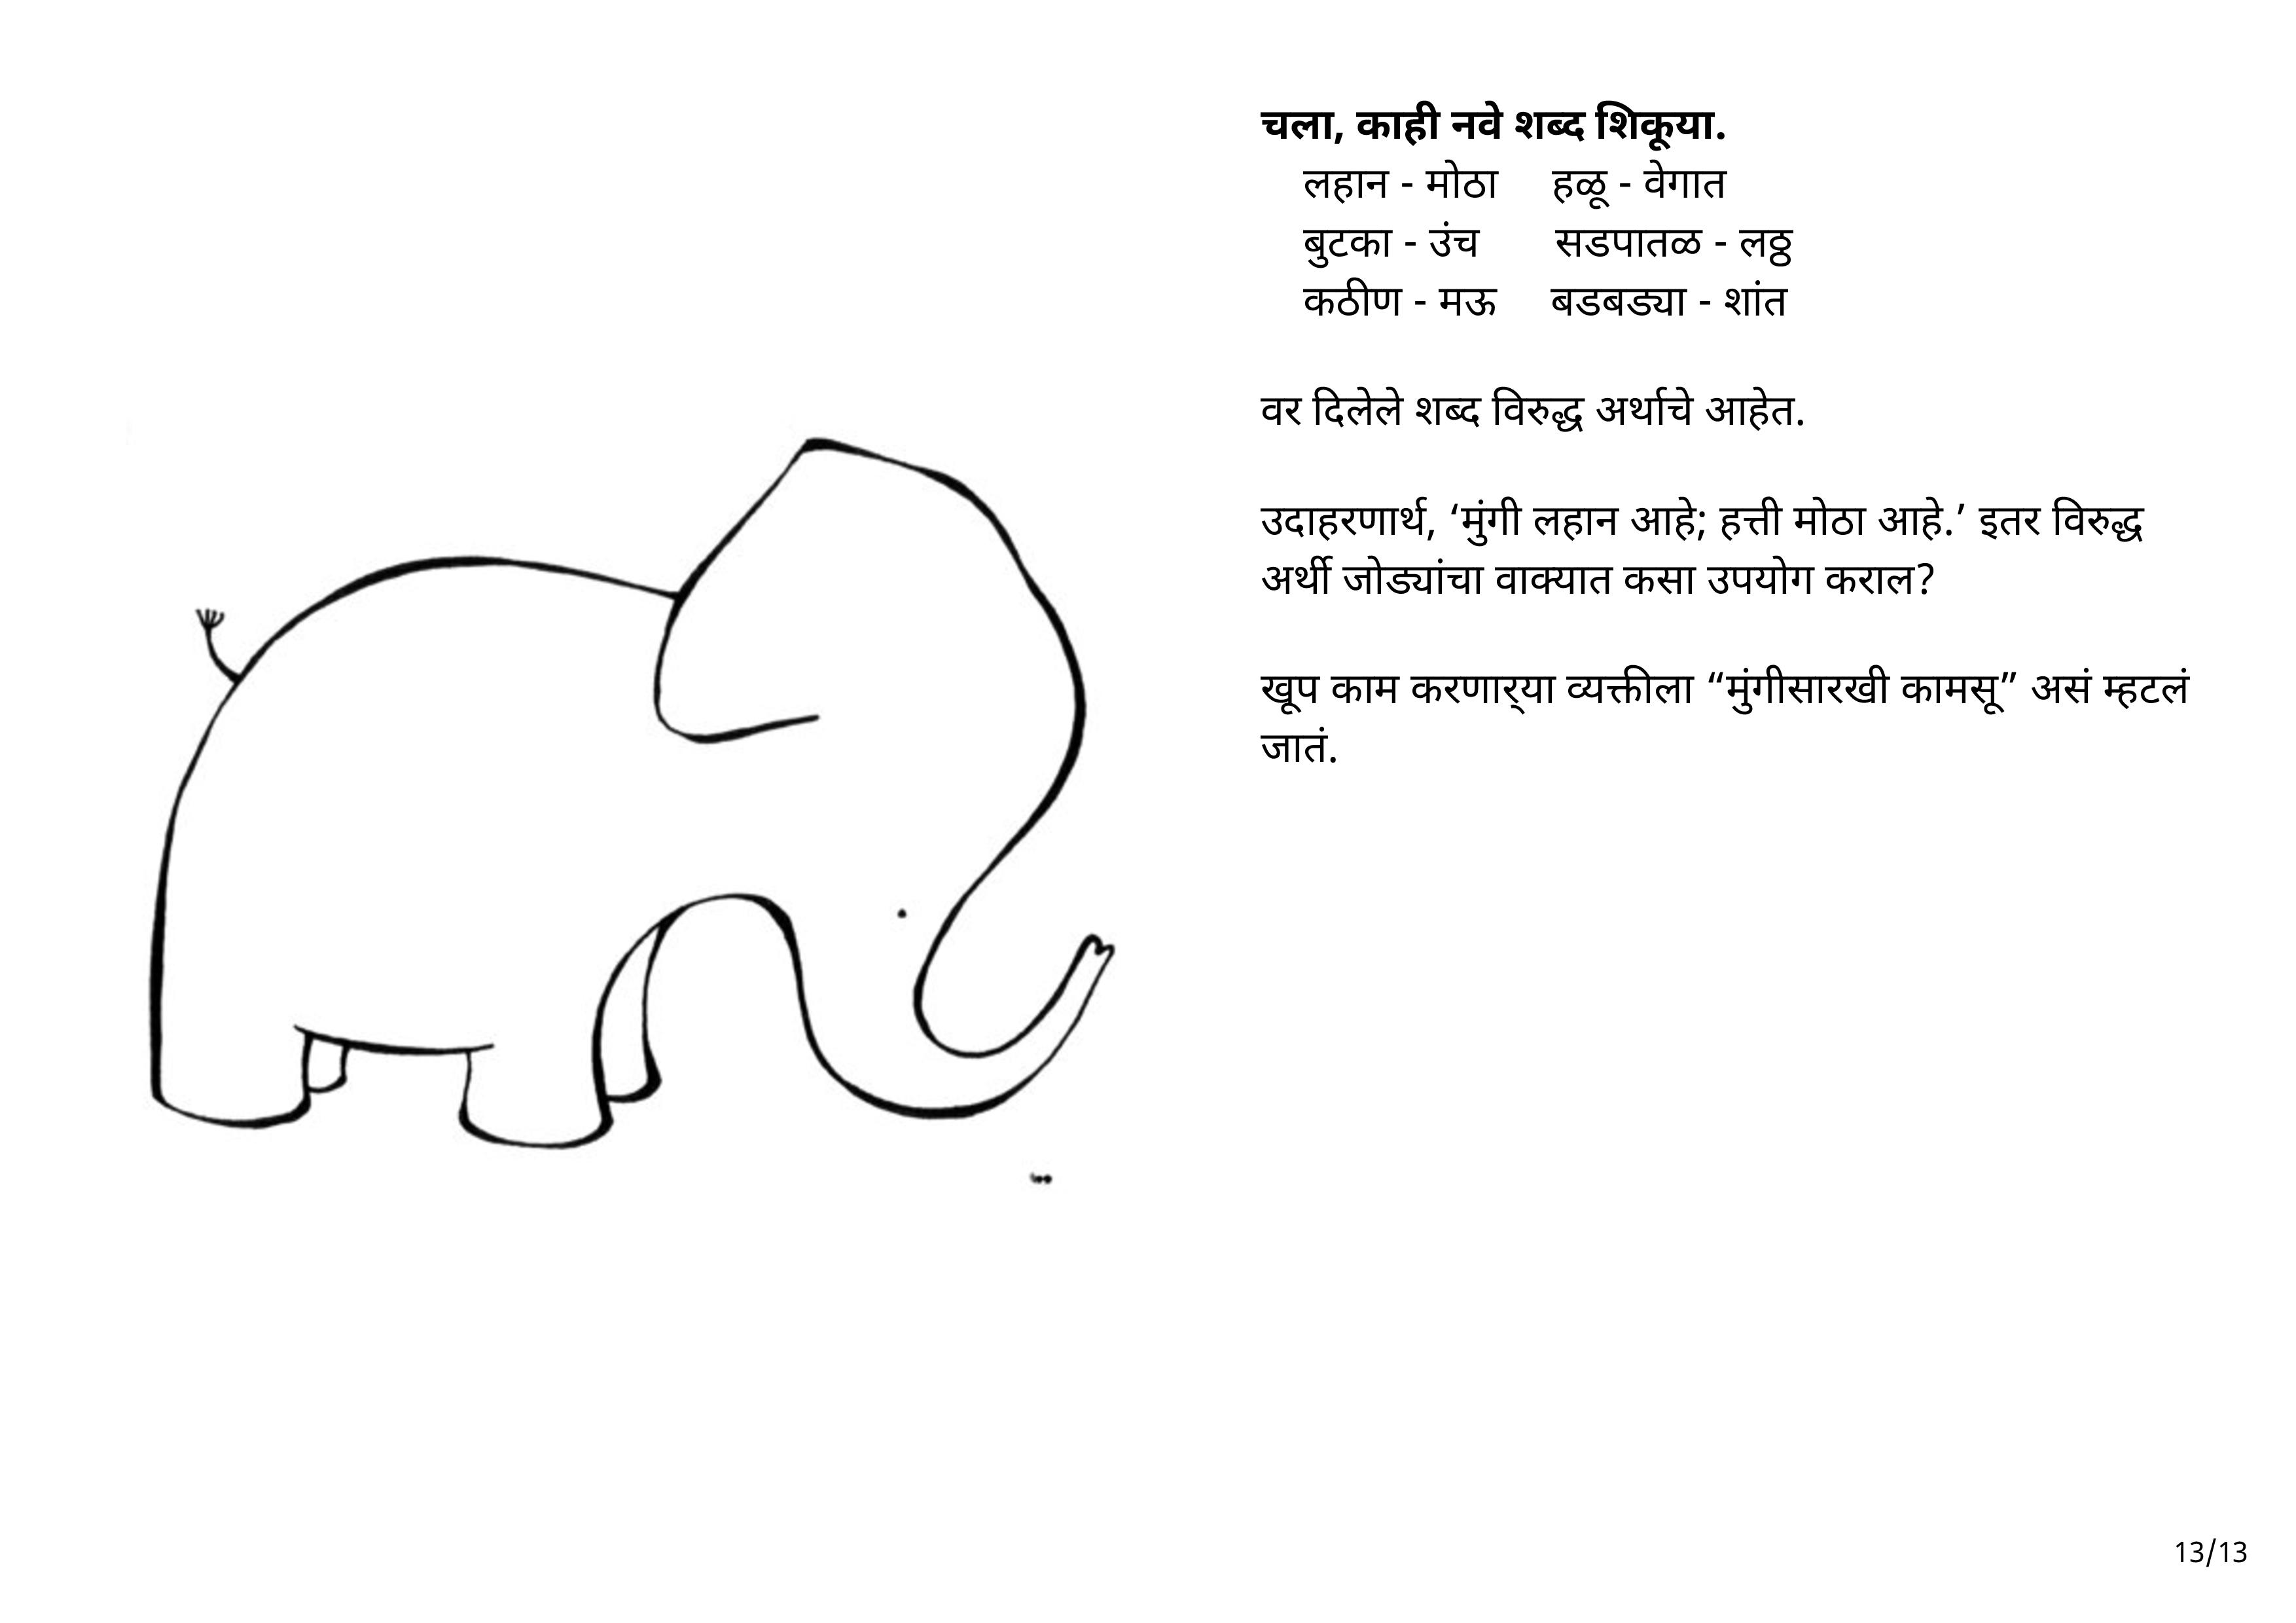 चला, काही नवे शब्द शिकूया.
लहान - मोठा हळू - वेगात
बुटका - उंच सडपातळ - लठ्ठ
कठीण - मऊ बडबड्या - शांत
वर दिलेले शब्द विरुद्ध अर्थाचे आहेत.
उदाहरणार्थ, ‘मुंगी लहान आहे; हत्ती मोठा आहे.’ इतर विरुद्ध
अर्थी जोड्यांचा वाक्यात कसा उपयोग कराल?
खूप काम करणार्‍या व्यक्तीला “मुंगीसारखी कामसू” असं म्हटलं
जातं.
13/13